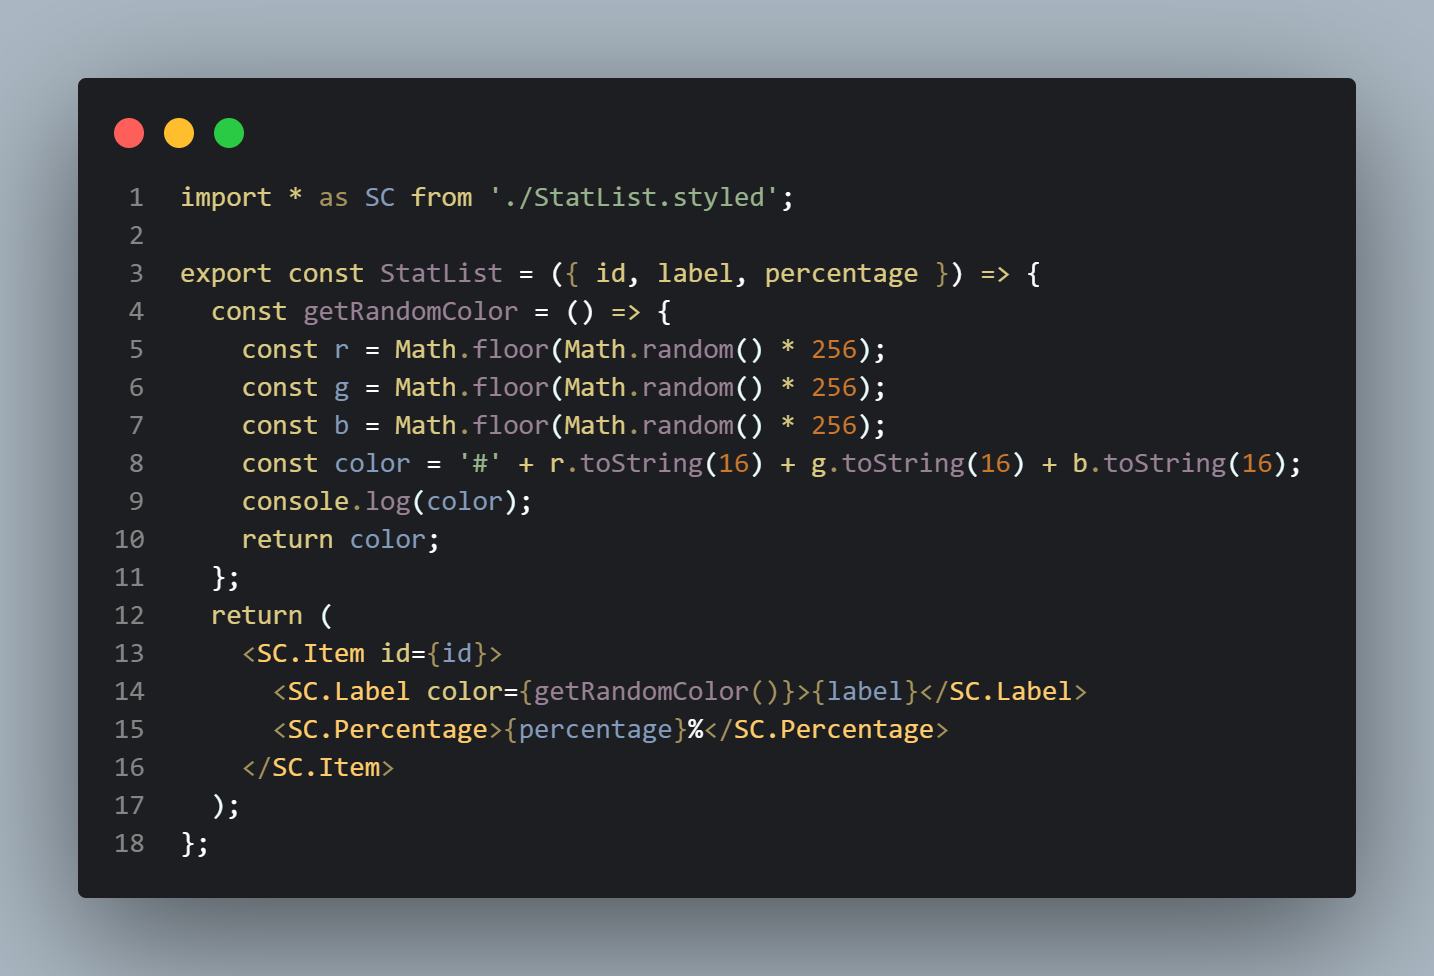 1 import * as SC from './StatList.styled';
2
3 export const StatList = ({ id, label, percentage }) => {
4   const getRandomColor = () => {
5     const r = Math.floor(Math.random() * 256);
6     const g = Math.floor(Math.random() * 256);
7     const b = Math.floor(Math.random() * 256);
8     const color = '#' + r.toString(16) + g.toString(16) + b.toString(16);
9     console.log(color);
10     return color;
11   };
12   return (
13     <SC.Item id={id}>
14       <SC.Label color={getRandomColor()}>{label}</SC.Label>
15       <SC.Percentage>{percentage}%</SC.Percentage>
16     </SC.Item>
17   );
18 };